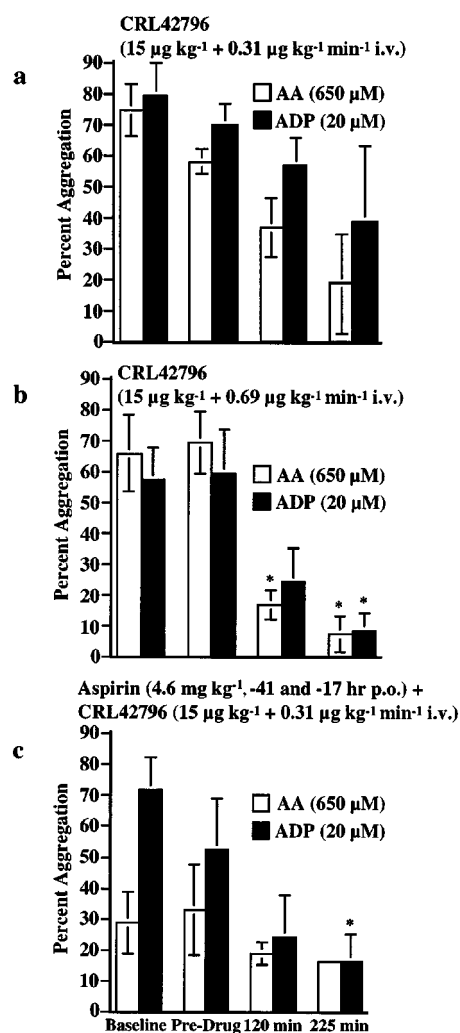 CRL42796
(15 µg kg-1 + 0.31 µg kg-1 min-1 i.v.)
a
90
80
70
60
50
40
30
20
10
0
Percent Aggregation
AA (650 µM)
ADP (20 µM)
CRL42796
(15 µg kg-1 + 0.69 µg kg-1 min-1 i.v.)
b
90
80
70
60
50
40
30
20
10
0
Percent Aggregation
AA (650 µM)
ADP (20 µM)
* * *
Aspirin (4.6 mg kg-1, -41 and -17 hr p.o.) +
CRL42796 (15 µg kg-1 + 0.31 µg kg-1 min-1 i.v.)
c
90
80
70
60
50
40
30
20
10
0
Percent Aggregation
AA (650 µM)
ADP (20 µM)
*
Baseline Pre-Drug 120 min 225 min